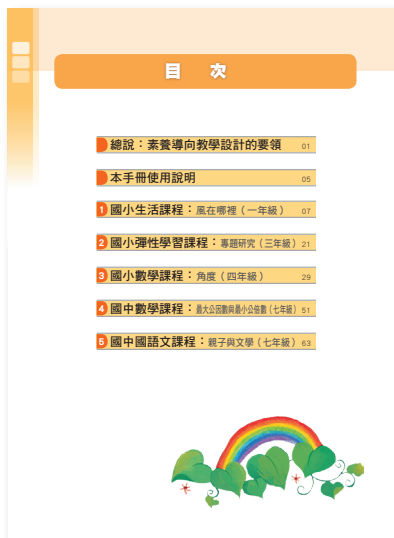 目 次
總說：素養導向教學設計的要領 01
本手冊使用說明 05
1 國小生活課程：風在哪裡（一年級） 07
2 國小彈性學習課程：專題研究（三年級） 21
3 國小數學課程：角度（四年級） 29
4 國中數學課程：最大公因數與最小公倍數（七年級） 51
5 國中國語文課程：親子與文學（七年級） 63